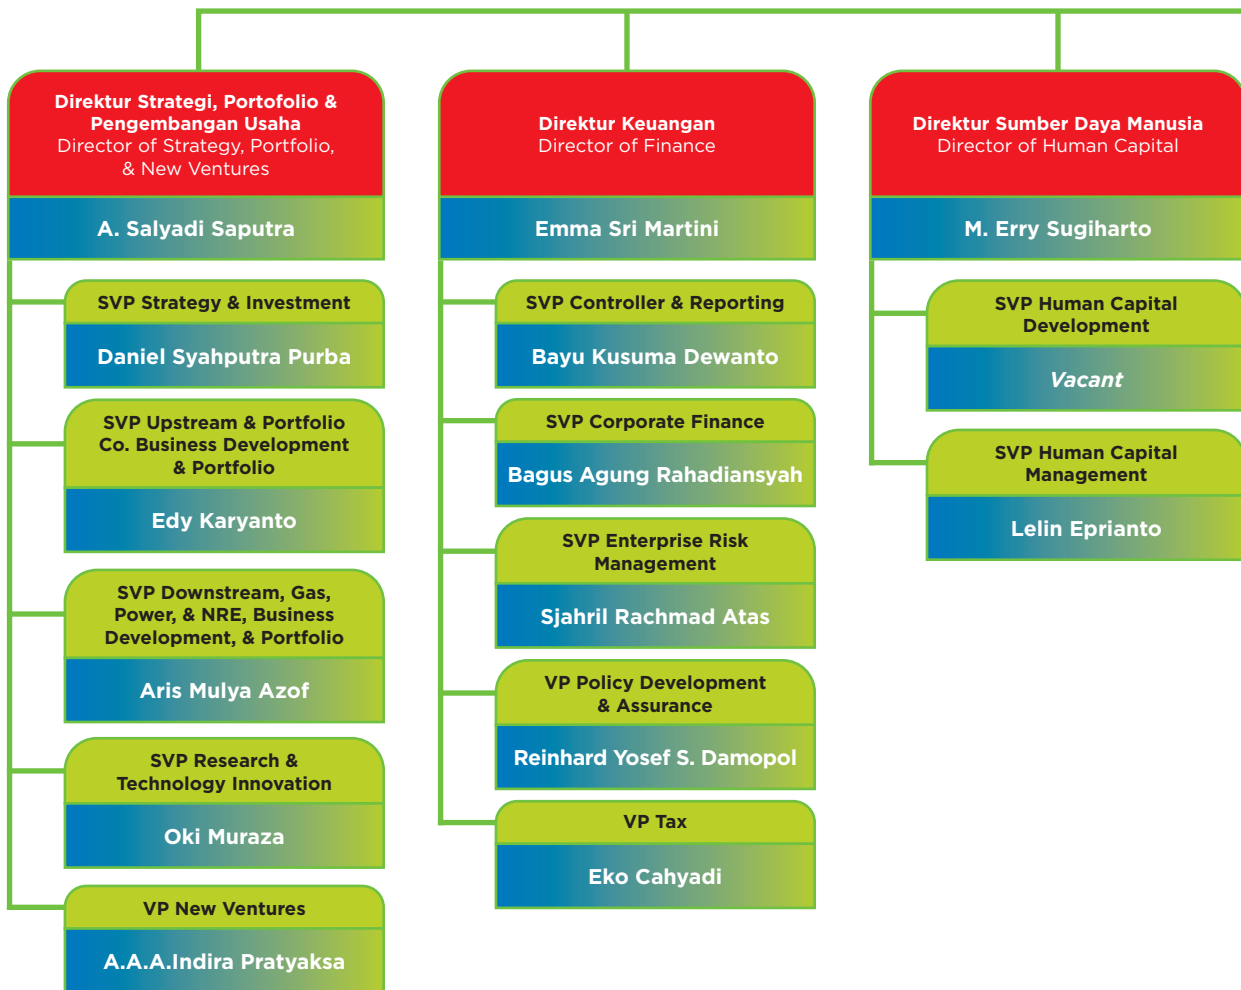 Direktur Strategi, Portofolio &
Pengembangan Usaha
Director of Strategy, Portfolio,
& New Ventures
A. Salyadi Saputra
SVP Strategy & Investment
Daniel Syahputra Purba
SVP Upstream & Portfolio
Co. Business Development
& Portfolio
Edy Karyanto
SVP Downstream, Gas,
Power, & NRE, Business
Development, & Portfolio
Aris Mulya Azof
SVP Research &
Technology Innovation
Oki Muraza
VP New Ventures
A.A.A.Indira Pratyaksa
Direktur Keuangan
Director of Finance
Emma Sri Martini
SVP Controller & Reporting
Bayu Kusuma Dewanto
SVP Corporate Finance
Bagus Agung Rahadiansyah
SVP Enterprise Risk
Management
Sjahril Rachmad Atas
VP Policy Development
& Assurance
Reinhard Yosef S. Damopol
VP Tax
Eko Cahyadi
Direktur Sumber Daya Manusia
Director of Human Capital
M. Erry Sugiharto
SVP Human Capital
Development
Vacant
SVP Human Capital
Management
Lelin Eprianto